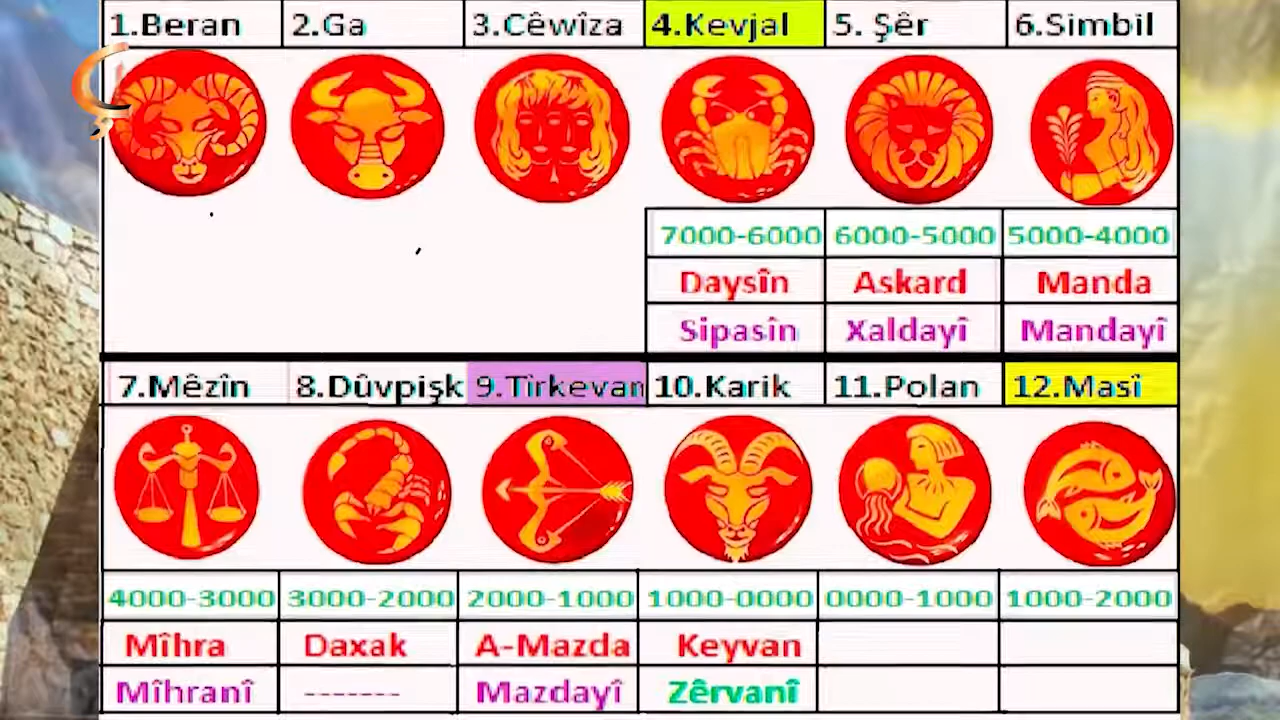 1.Beran 2.Ga 3.Cêwîza 4.Kevjal 5. Şêr 6.Simbil
Ç
7000-6000 6000-5000 5000-4000
Daysîn Askard Manda
Sipasîn Xaldayî Mandayî
7.Mêzîn 8.Dûvpişk 9.Tîrkevan 10.Karik 11.Polan 12.Masî
4000-3000 3000-2000 2000-1000 1000-0000 0000-1000 1000-2000
Mîhra Daxak A-Mazda Keyvan
Mîhranî ------- Mazdayî Zêrvanî